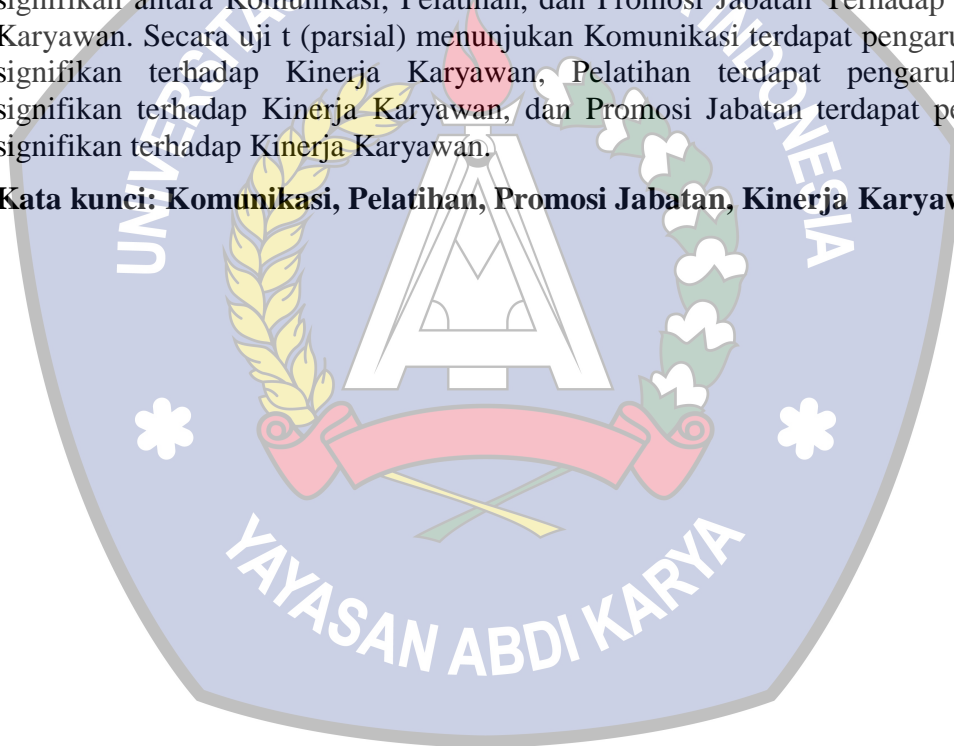 signifikan antara Komunikasi, Pelatihan, dan Promosi Jabatan Terhadap
Karyawan. Secara uji t (parsial) menunjukan Komunikasi terdapat
signifikan terhadap Kinerja Karyawan, Pelatihan terdapat
signifikan terhadap Kinerja Karyawan, dan Promosi Jabatan terdapat
signifikan terhadap Kinerja Karyawan.
Kata kunci: Komunikasi, Pelatihan, Promosi Jabatan, Kinerja
YAYASAN ABDI KARYA